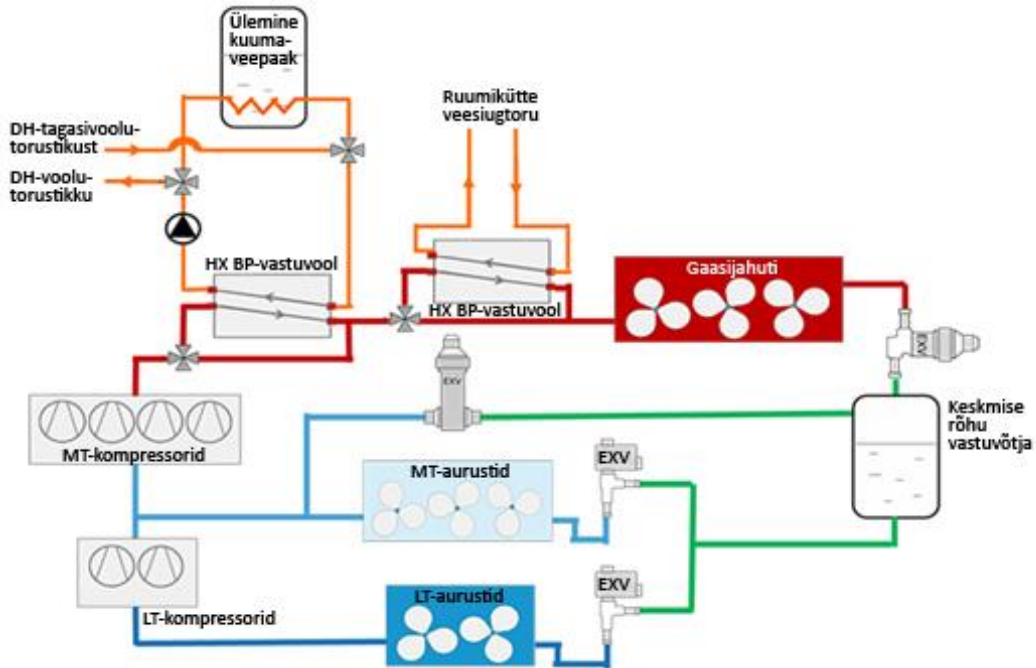 Ülemine
kuuma-
veepaak
Ruumikütte
veesiugtoru
DH-tagasivoolu-
torustikust
DH-voolu-
torustikku
HX BP-vastuvool
Gaasijahuti
HX BP-vastuvool
EXV
EXV
Keskmise
rõhu
vastuvõtja
MT-kompressorid
MT-aurustid
EXV
EXV
LT-aurustid
LT-kompressorid